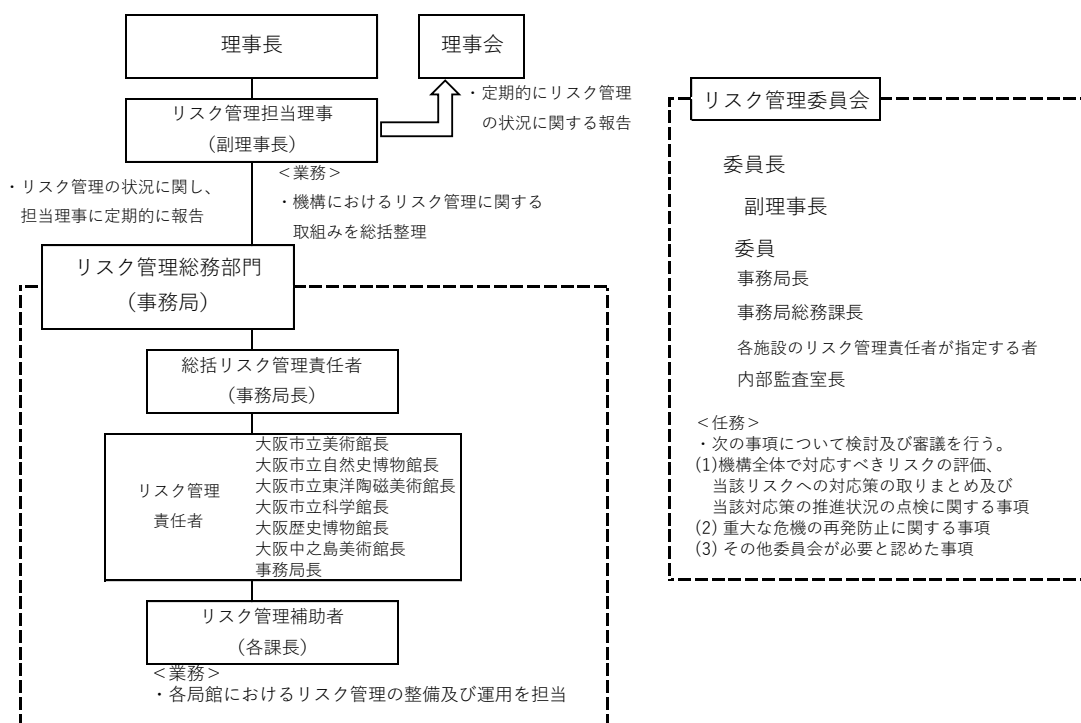 理事長
理事会
リスク管理担当理事
(副理事長)
・定期的にリスク管理
の状況に関する報告
・リスク管理の状況に関し、
担当理事に定期的に報告
＜業務＞
・機構におけるリスク管理に関する
取組みを総括整理
リスク管理総務部門
(事務局)
総括リスク管理責任者
(事務局長)
リスク管理
責任者
大阪市立美術館長
大阪市立自然史博物館長
大阪市立東洋陶磁美術館長
大阪市立科学館長
大阪歴史博物館長
大阪中之島美術館長
事務局長
リスク管理補助者
(各課長)
＜業務＞
・各局館におけるリスク管理の整備及び運用を担当
リスク管理委員会
委員長
副理事長
委員
事務局長
事務局総務課長
各施設のリスク管理責任者が指定する者
内部監査室長
＜任務＞
・次の事項について検討及び審議を行う。
(1)機構全体で対応すべきリスクの評価、
当該リスクへの対応策の取りまとめ及び
当該対応策の推進状況の点検に関する事項
(2) 重大な危機の再発防止に関する事項
(3) その他委員会が必要と認めた事項